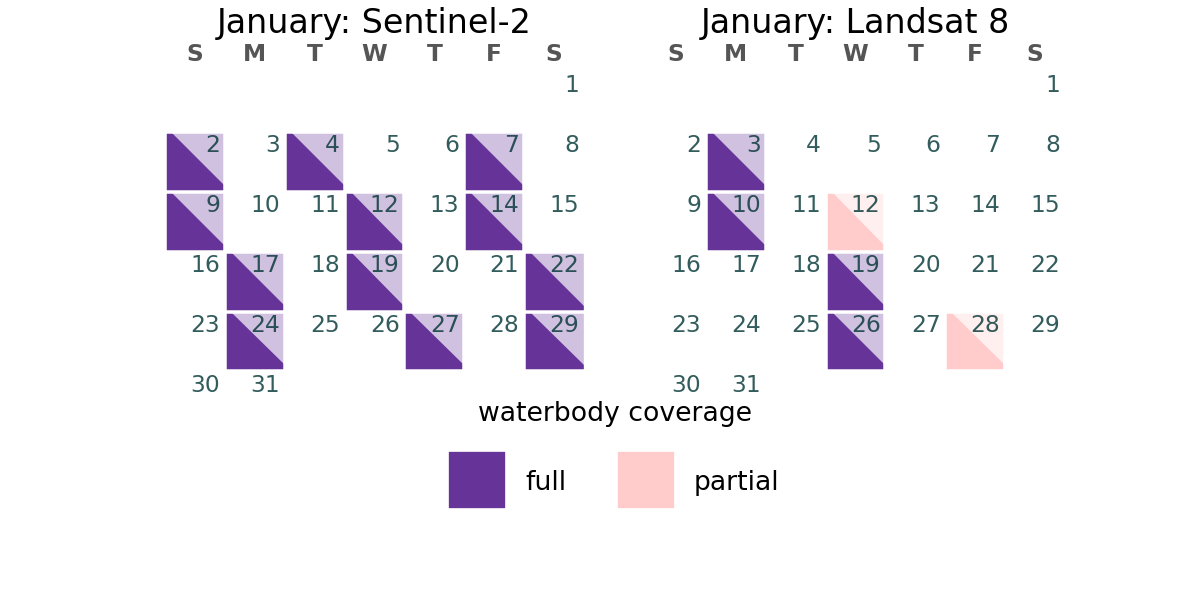 January: Sentinel-2
S M T W T F S
1
2 3 4 5 6 7 8
9 10 11 12 13 14 15
16 17 18 19 20 21 22
23 24 25 26 27 28 29
30 31
January: Landsat 8
S M T W T F S
1
2 3 4 5 6 7 8
9 10 11 12 13 14 15
16 17 18 19 20 21 22
23 24 25 26 27 28 29
30 31
waterbody coverage
full partial